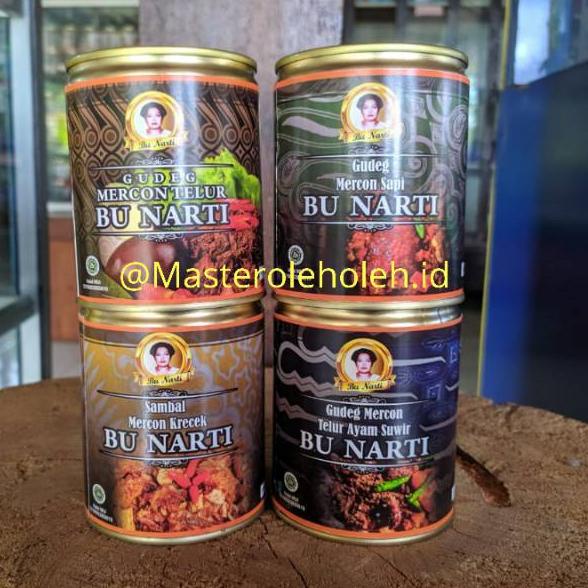 Bu Narti
GUDEG
MERCON TELUR
BU NARTI
Bu Narti
Gudeg
Mercon Sapi
BU NARTI
@Masteroleholeh.id
Bu Narti
Sambal
Mercon Krecek
BU NARTI
Bu Narti
Gudeg Mercon
Telur Ayam Suwir
BU NARTI